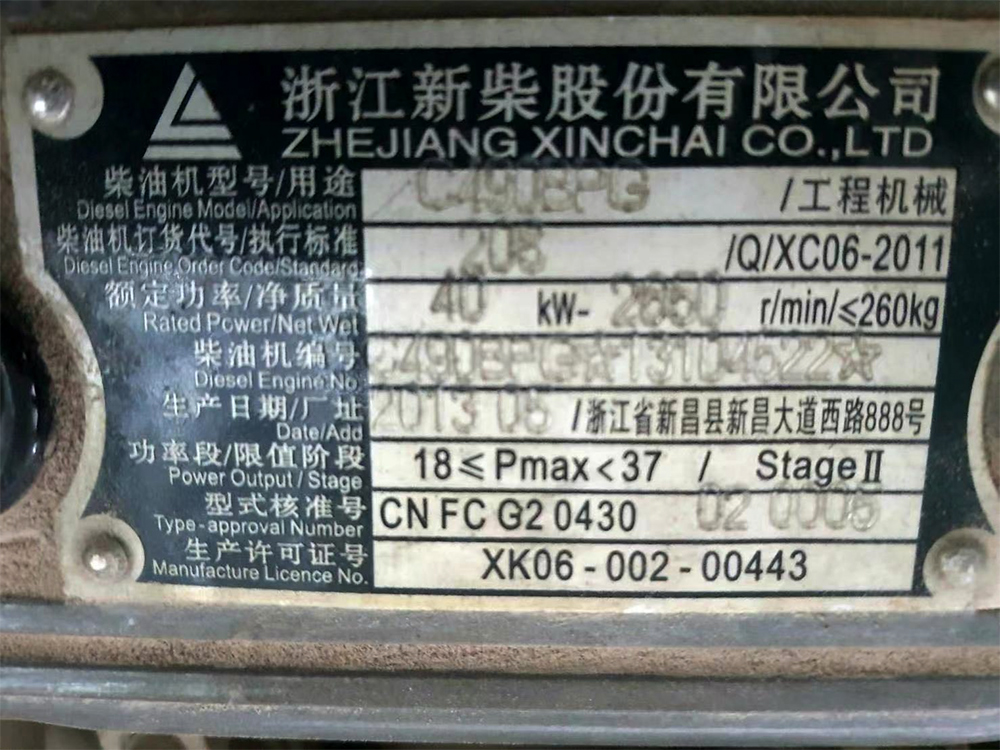 浙江新柴股份有限公司
ZHEJIANG XINCHAI CO.,LTD
柴油机型号/用途 C490BPG /工程机械
Diesel Engine Model/Application
柴油机订货代号/执行标准 208 /Q/XC06-2011
Diesel Engine Order Code/Standard
额定功率/净质量 40 kW- 2650 r/min/≤260kg
Rated Power/Net Wet
柴油机编号 C490BPG☆13104522☆
Diesel Engine No.
生产日期/厂址 2013 /浙江省新昌县新昌大道西路888号
Date/Add
功率段/限值阶段 18≤Pmax<37 / Stage II
Power Output / Stage
型式核准号 CN FC G2 0430 02 0006
Type-approval Number
生产许可证号 XK06-002-00443
Manufacture Licence No.